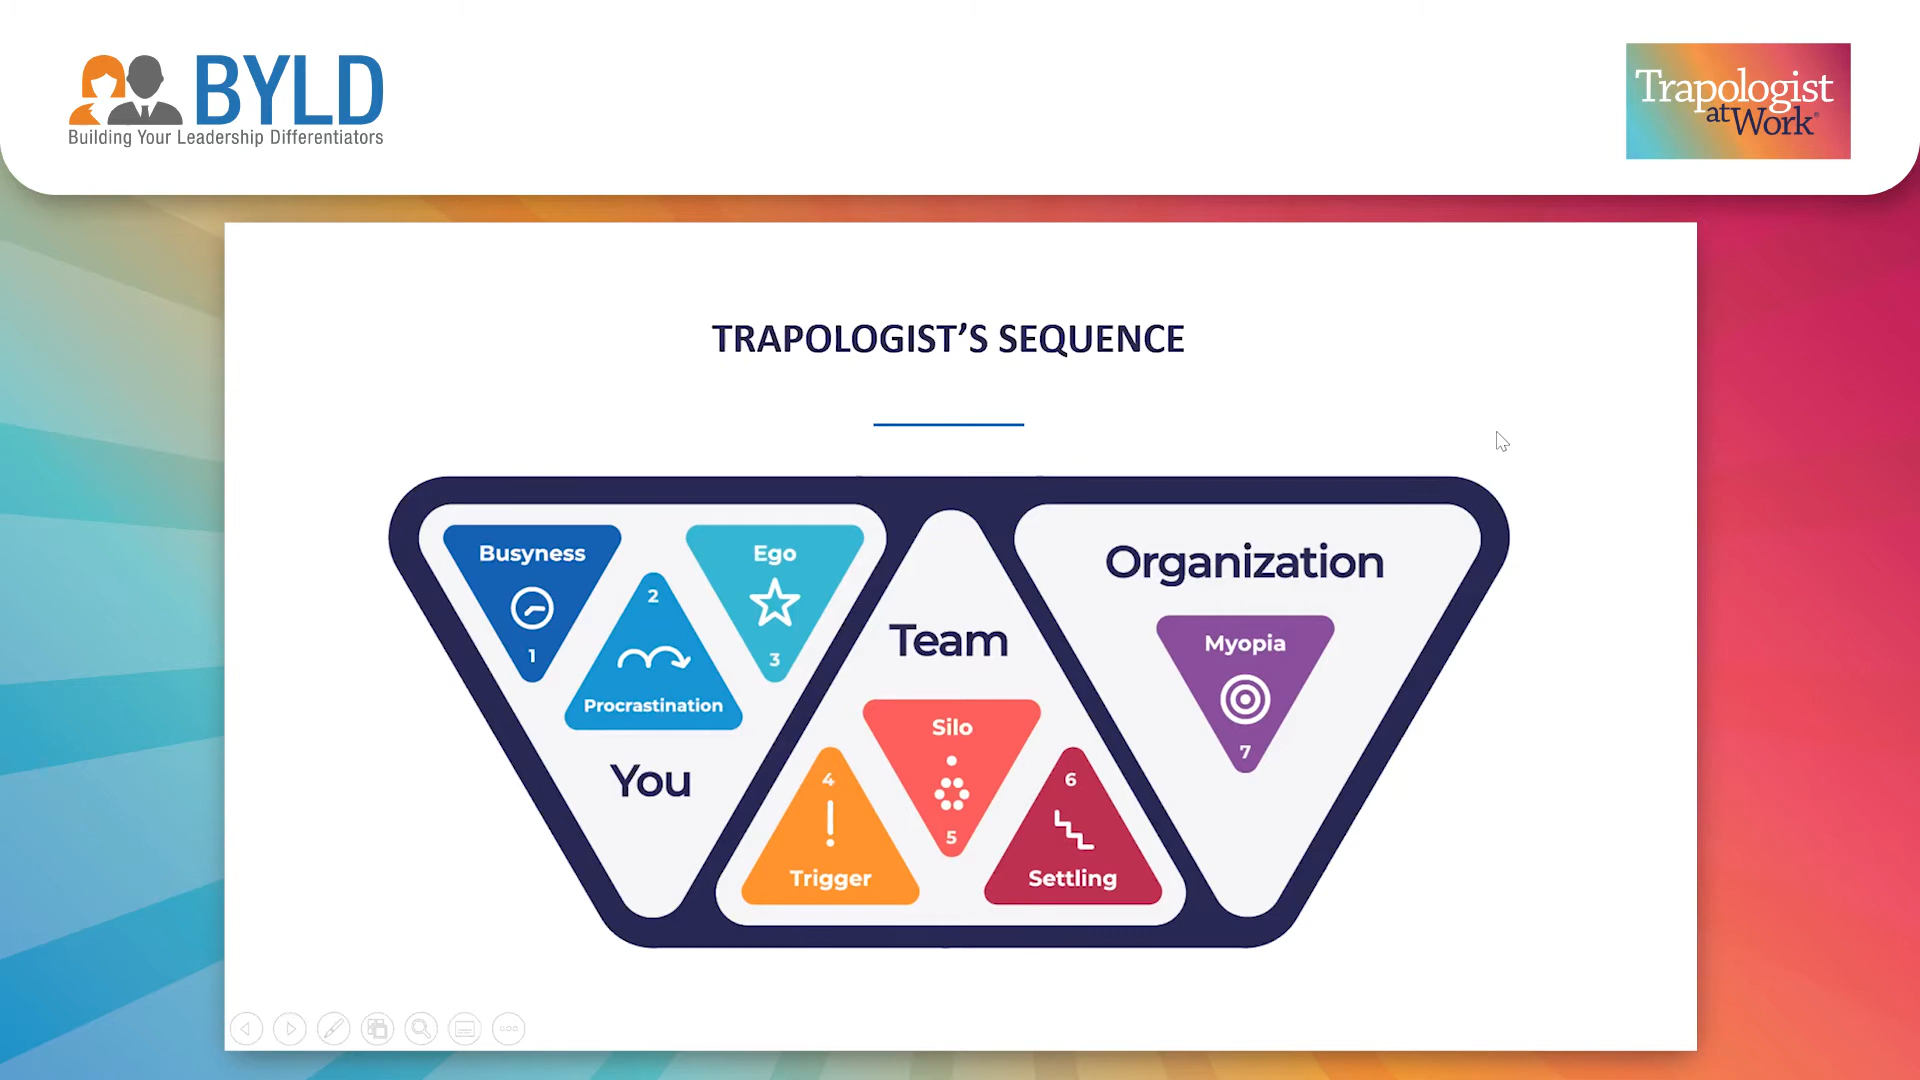 BYLD
Building Your Leadership Differentiators
Trapologist
at Work®
TRAPOLOGIST’S SEQUENCE
Busyness
1
2
Procrastination
Ego
3
You
Team
4
Trigger
Silo
5
6
Settling
Organization
Myopia
7